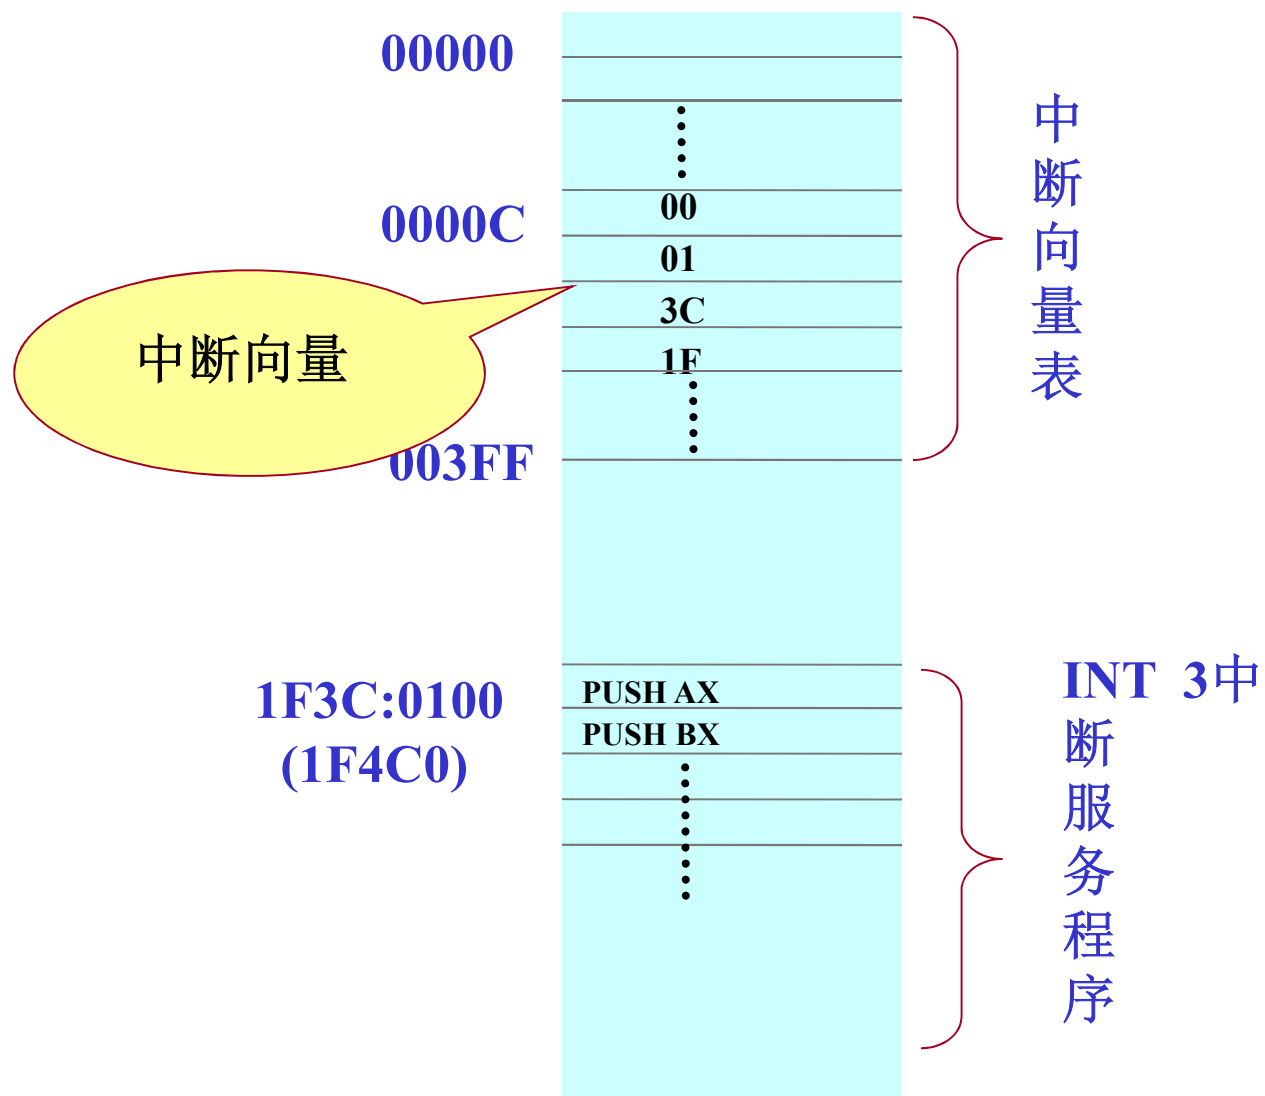 00000
0000C
00
01
3C
1F
中断向量
003FF
中
断
向
量
表
1F3C:0100
(1F4C0)
PUSH AX
PUSH BX
INT 3中
断
服
务
程
序